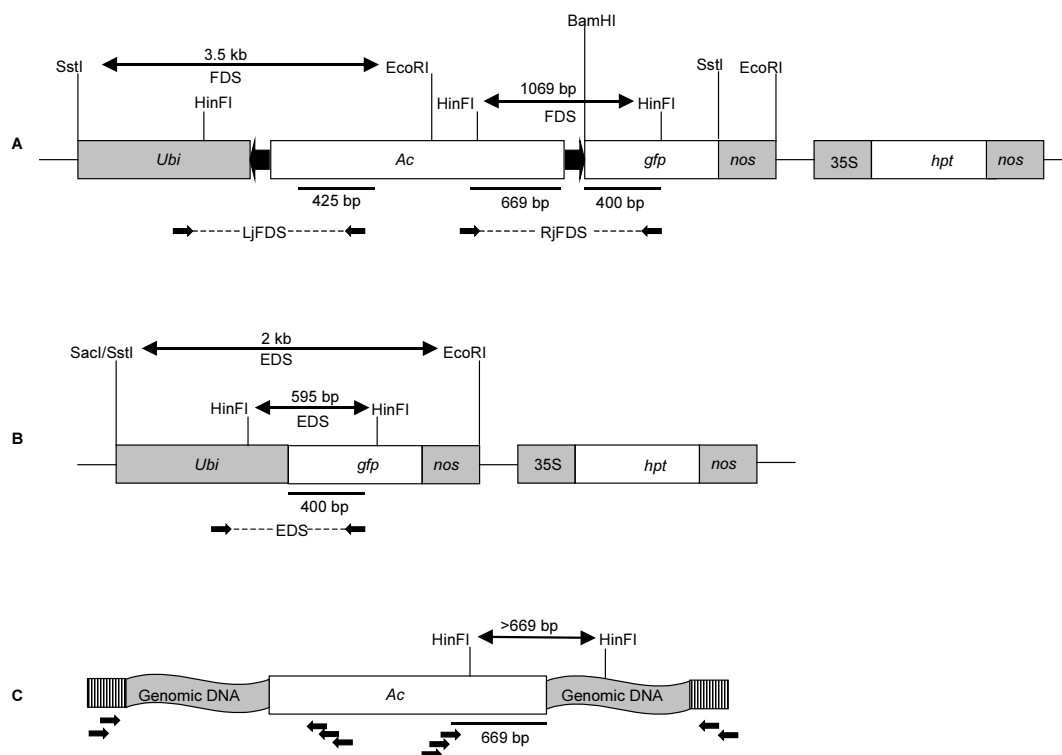 BamHI
SstI
3.5 kb
FDS
EcoRI
SstI
EcoRI
HinFI
HinFI
1069 bp
FDS
HinFI
A
Ubi
Ac
gfp
nos
35S
hpt
nos
425 bp
669 bp
400 bp
LjFDS
RjFDS
SacI/SstI
2 kb
EDS
EcoRI
HinFI
595 bp
EDS
HinFI
B
Ubi
gfp
nos
35S
hpt
nos
400 bp
EDS
HinFI
>669 bp
HinFI
C
Genomic DNA
Ac
Genomic DNA
669 bp